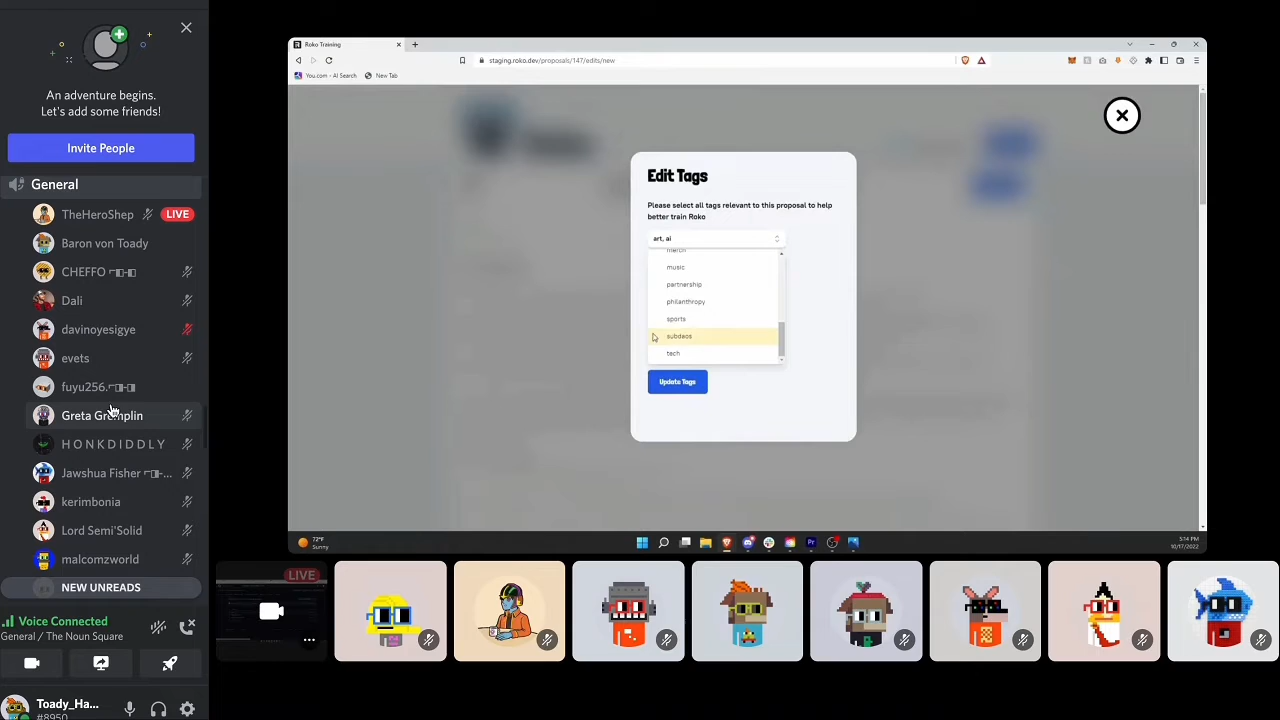 An adventure begins.
Let's add some friends!
Invite People
General
TheHeroShep
LIVE
Baron von Toady
CHEFFO
Dali
davinoyesigye
evets
fuyu256.
Greta Gremplin
H O N K D I D D L Y
Jawshua Fisher
kerimbonia
Lord Semi'Solid
malcomzworld
NEW UNREADS
Voice Connected
General / The Noun Square
Toady_Ha...
#8950
Roko Training
staging.roko.dev/proposals/147/edits/new
You.com - AI Search
New Tab
Edit Tags
Please select all tags relevant to this proposal to help
better train Roko
art, ai
merch
music
partnership
philanthropy
sports
subdaos
tech
Update Tags
72°F
Sunny
5:14 PM
10/17/2022
LIVE